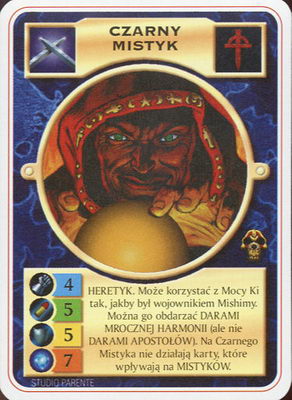 CZARNY
MISTYK
4
5
5
7
HERETYK. Może korzystać z Mocy Ki
tak, jakby był wojownikiem Mishimy.
Można go obdarzać DARAMI
MROCZNEJ HARMONII (ale nie
DARAMI APOSTOŁÓW). Na Czarnego
Mistyka nie działają karty, które
wpływają na MISTYKÓW.
STUDIO PARENTE